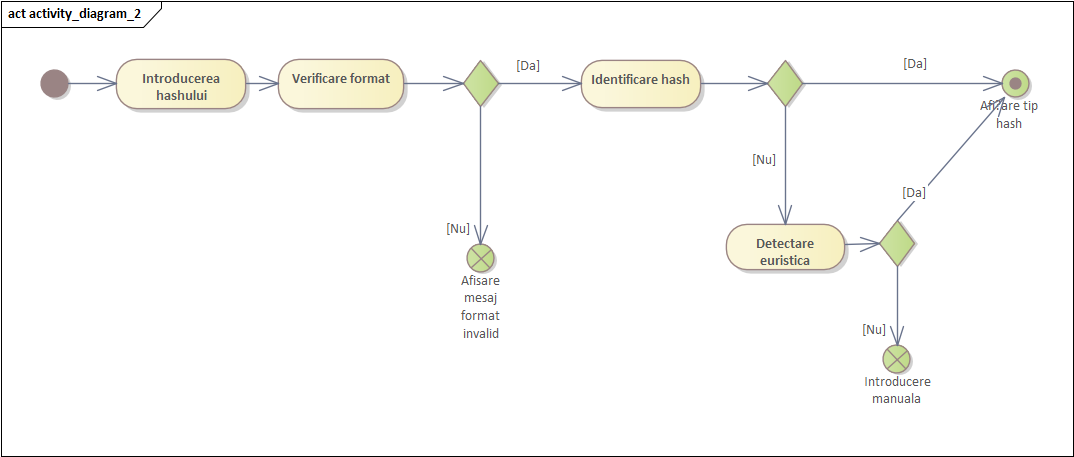 act activity_diagram_2
Introducerea
hashului
Verificare format
[Da]
Identificare hash
[Da]
Afisare tip
hash
[Nu]
[Da]
[Nu]
Detectare
euristica
Afisare
mesaj
format
invalid
[Nu]
Introducere
manuala